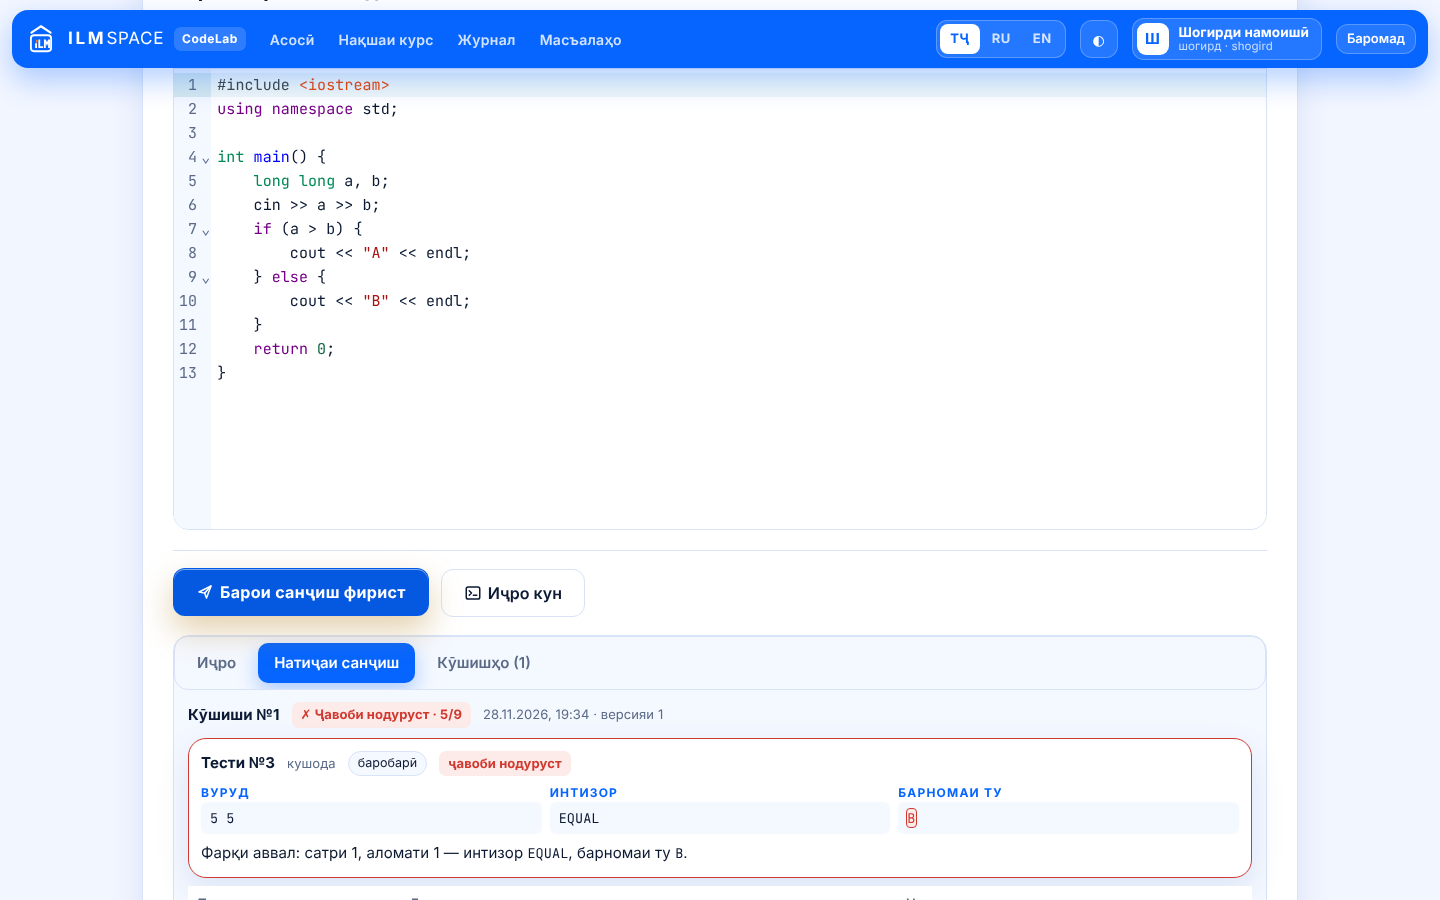 iLM ILMSPACE CodeLab Асосӣ Нақшаи курс Журнал Масъалаҳо ТҶ RU EN Ш Шогирди намоишӣ Баромад
шогирд · shogird
1 #include <iostream>
2 using namespace std;
3
4 int main() {
5 long long a, b;
6 cin >> a >> b;
7 if (a > b) {
8 cout << "A" << endl;
9 } else {
10 cout << "B" << endl;
11 }
12 return 0;
13 }
Барои санҷиш фирист Иҷро кун
Иҷро Натиҷаи санҷиш Кӯшишҳо (1)
Кӯшиши №1 ✗ Ҷавоби нодуруст · 5/9 28.11.2026, 19:34 · версияи 1
Тести №3 кушода баробарӣ ҷавоби нодуруст
ВУРУД ИНТИЗОР БАРНОМАИ ТУ
5 5 EQUAL B
Фарқи аввал: сатри 1, аломати 1 — интизор EQUAL, барномаи ту B.